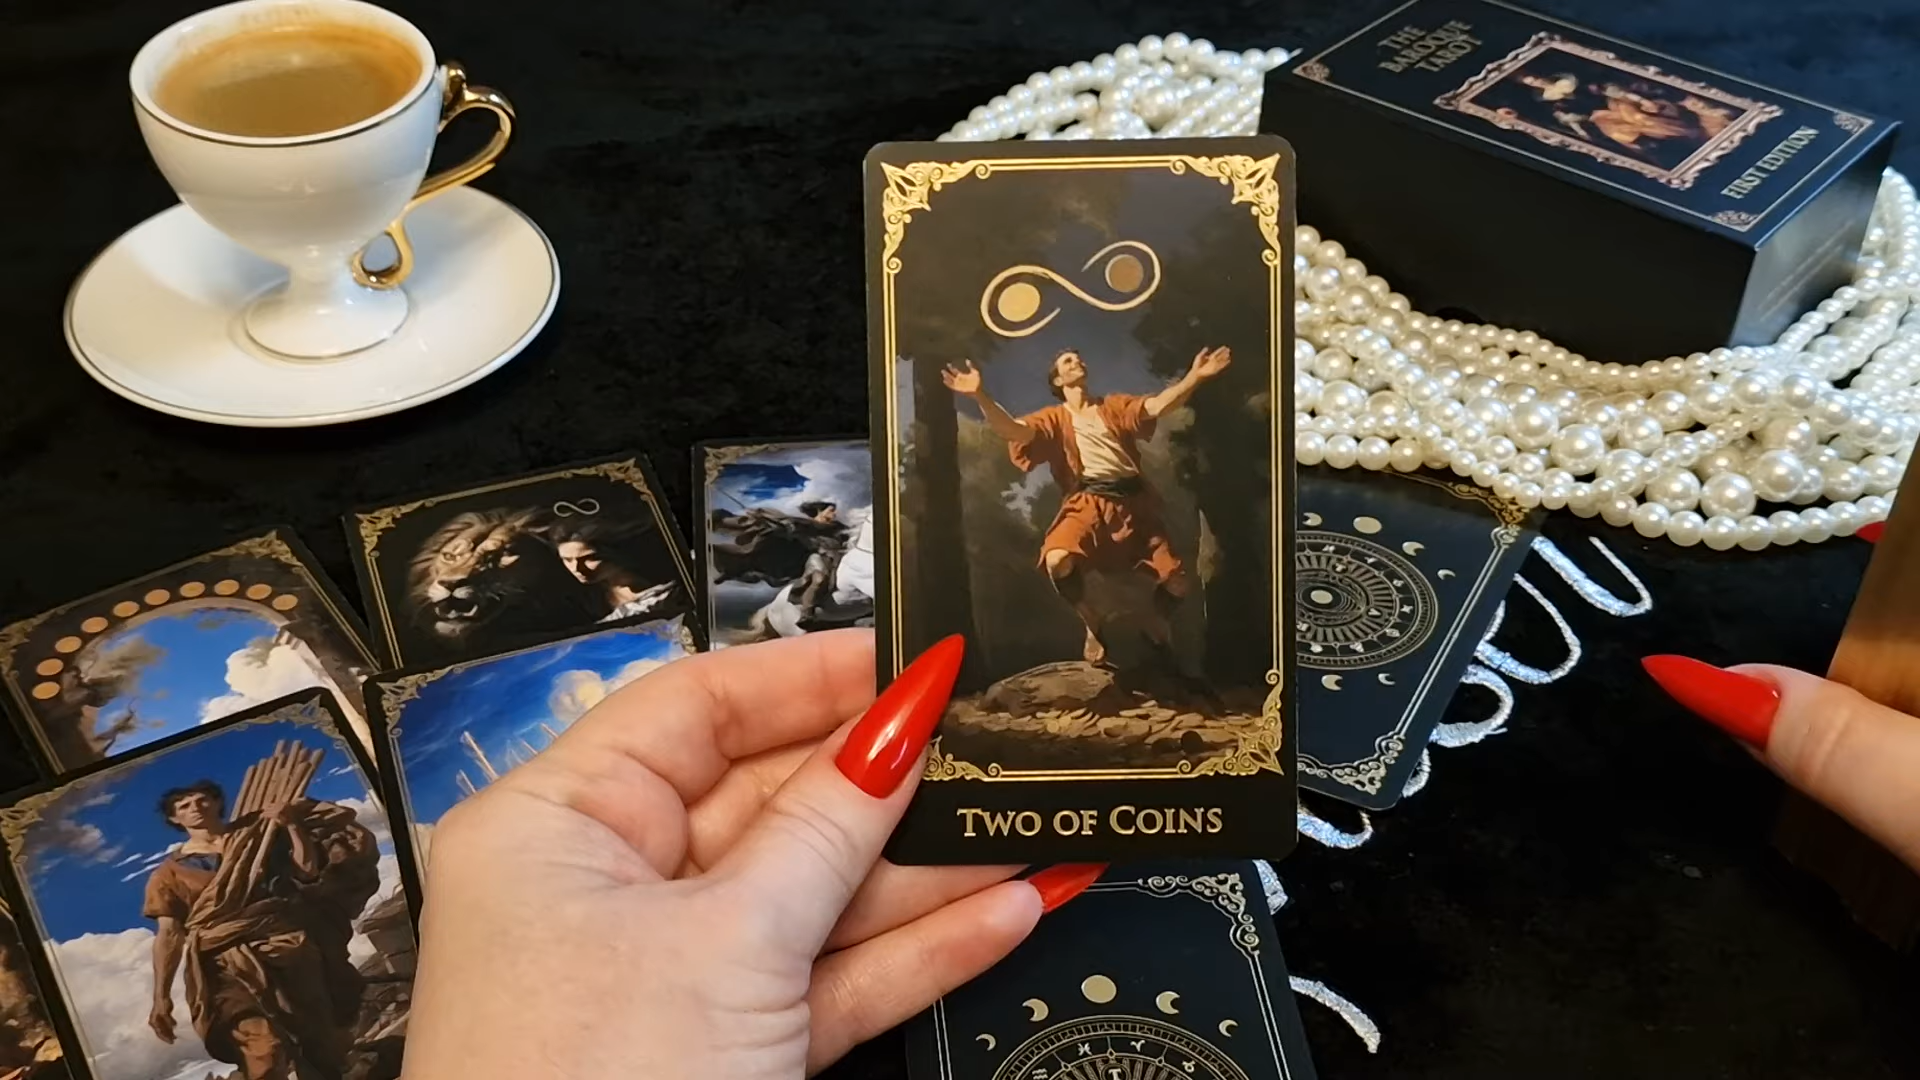 THE
BAROQUE
TAROT
FIRST EDITION
TWO OF COINS